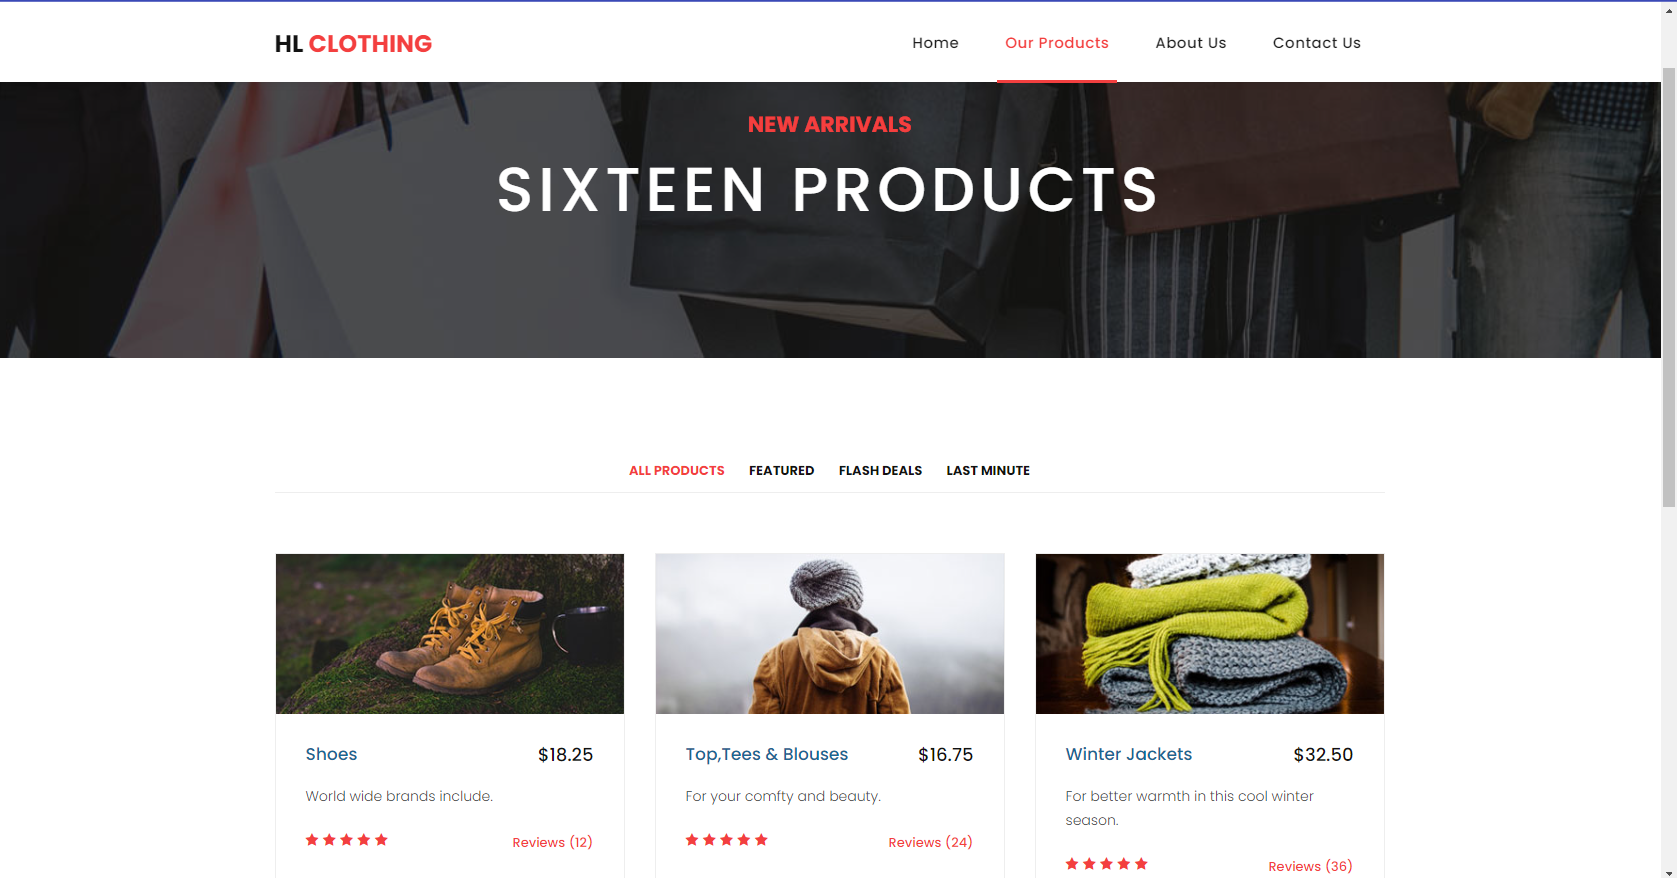 HL CLOTHING
Home Our Products About Us Contact Us
NEW ARRIVALS
SIXTEEN PRODUCTS
ALL PRODUCTS FEATURED FLASH DEALS LAST MINUTE
Shoes $18.25
World wide brands include.
Reviews (12)
Top,Tees & Blouses $16.75
For your comfty and beauty.
Reviews (24)
Winter Jackets $32.50
For better warmth in this cool winter
season.
Reviews (36)